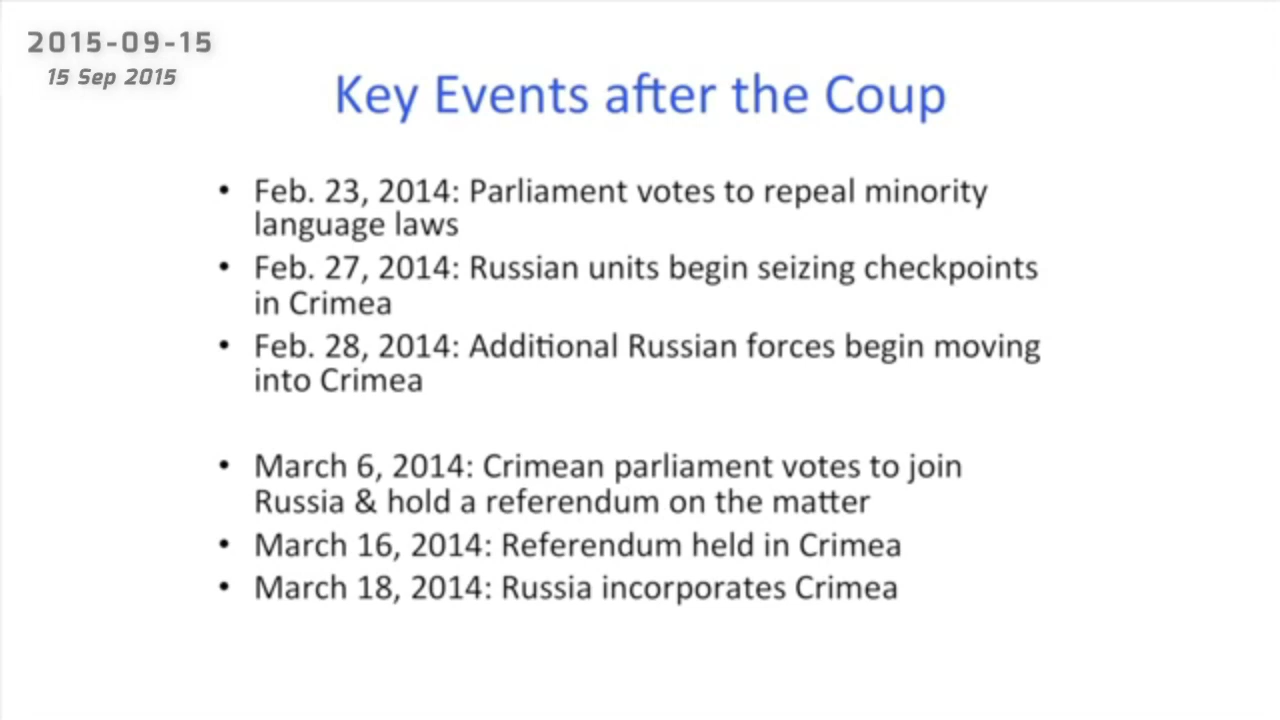 2015-09-15
15 Sep 2015
Key Events after the Coup
• Feb. 23, 2014: Parliament votes to repeal minority
language laws
• Feb. 27, 2014: Russian units begin seizing checkpoints
in Crimea
• Feb. 28, 2014: Additional Russian forces begin moving
into Crimea
• March 6, 2014: Crimean parliament votes to join
Russia & hold a referendum on the matter
• March 16, 2014: Referendum held in Crimea
• March 18, 2014: Russia incorporates Crimea